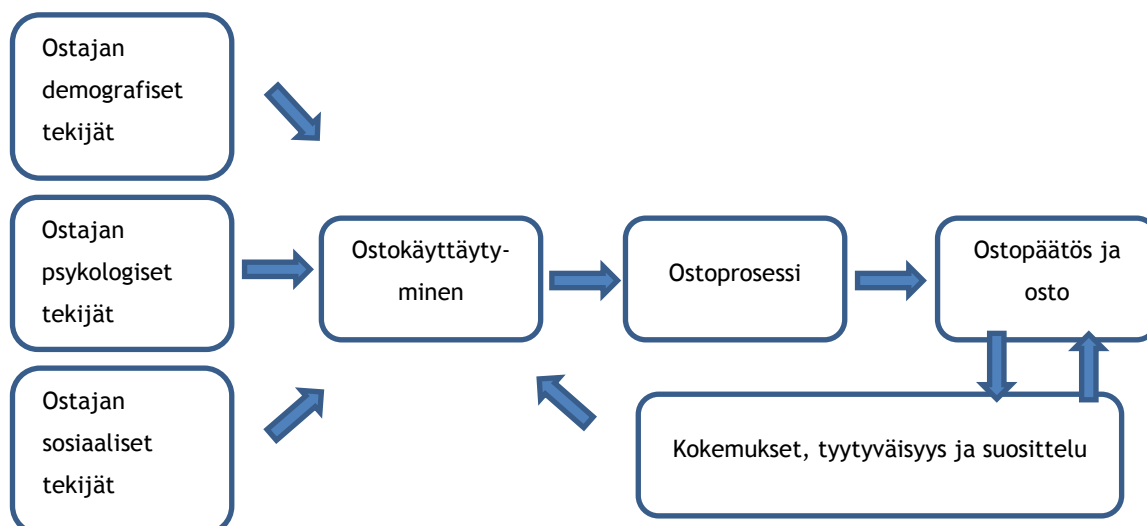 Ostajan
demografiset
tekijät
Ostajan
psykologiset
tekijät
Ostajan
sosiaaliset
tekijät
Ostokäyttäyty-
minen
Ostoprosessi
Ostopäätös ja
osto
Kokemukset, tyytyväisyys ja suosittelu